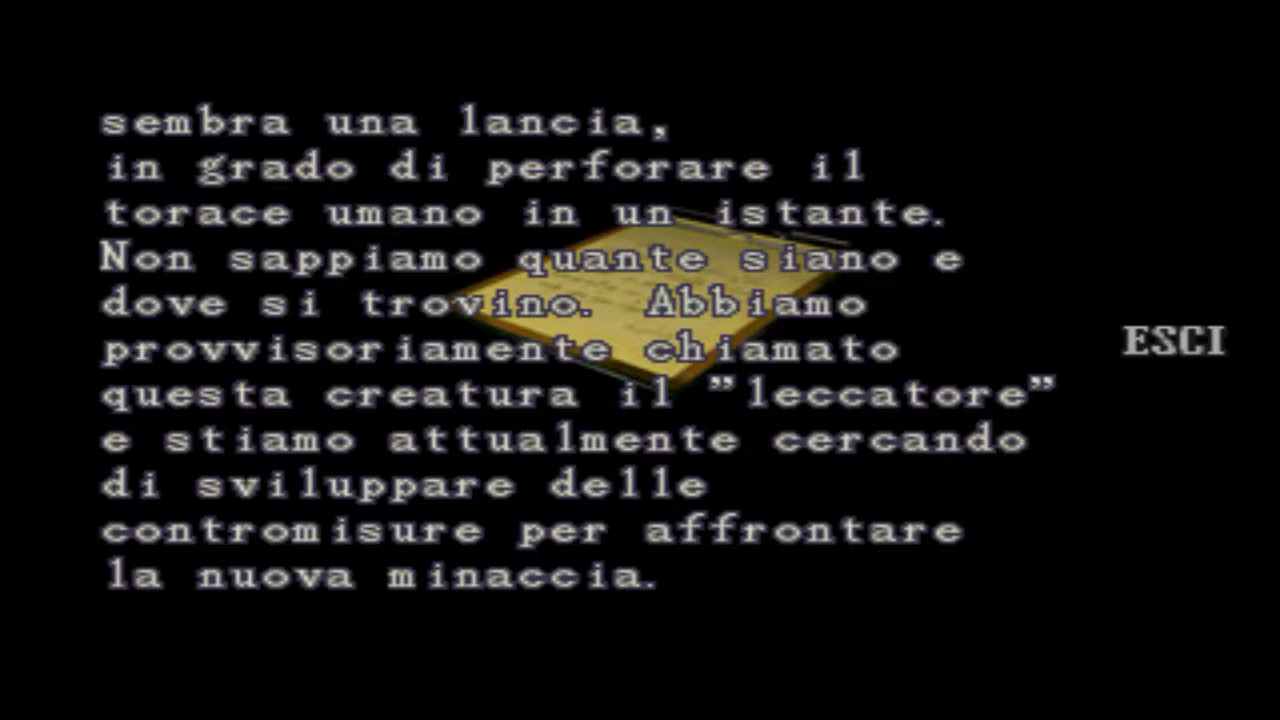 sembra una lancia,
in grado di perforare il
torace umano in un istante.
Non sappiamo quante siano e
dove si trovino. Abbiamo
provvisoriamente chiamato
questa creatura il "leccatore"
e stiamo attualmente cercando
di sviluppare delle
contromisure per affrontare
la nuova minaccia.
ESCI